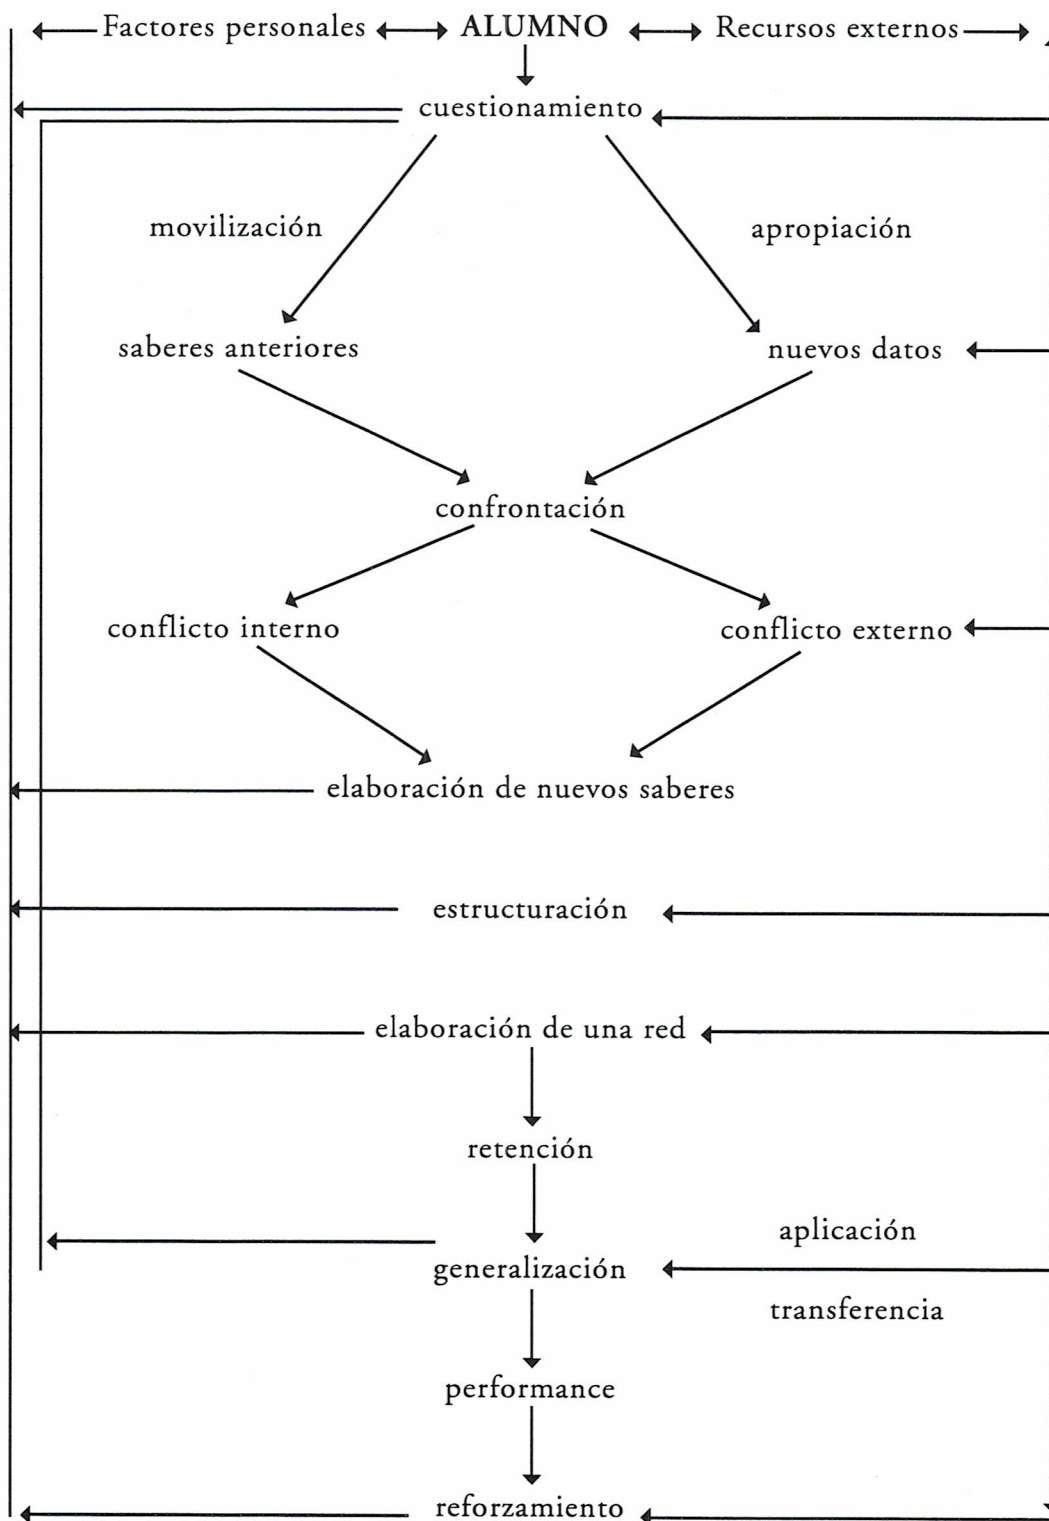 Factores personales ALUMNO Recursos externos
cuestionamiento
movilización apropiación
saberes anteriores nuevos datos
confrontación
conflicto interno conflicto externo
elaboración de nuevos saberes
estructuración
elaboración de una red
retención
aplicación
generalización
transferencia
performance
reforzamiento